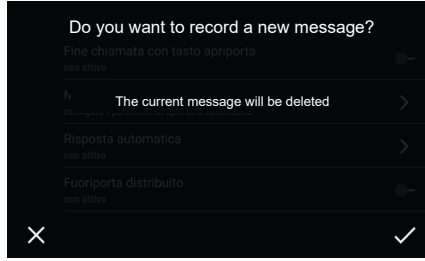 Do you want to record a new message?
Fine chiamata con tasto apriporta
non attivo
The current message will be deleted
Risposta automatica
non attivo
Fuoriporta distribuito
non attivo